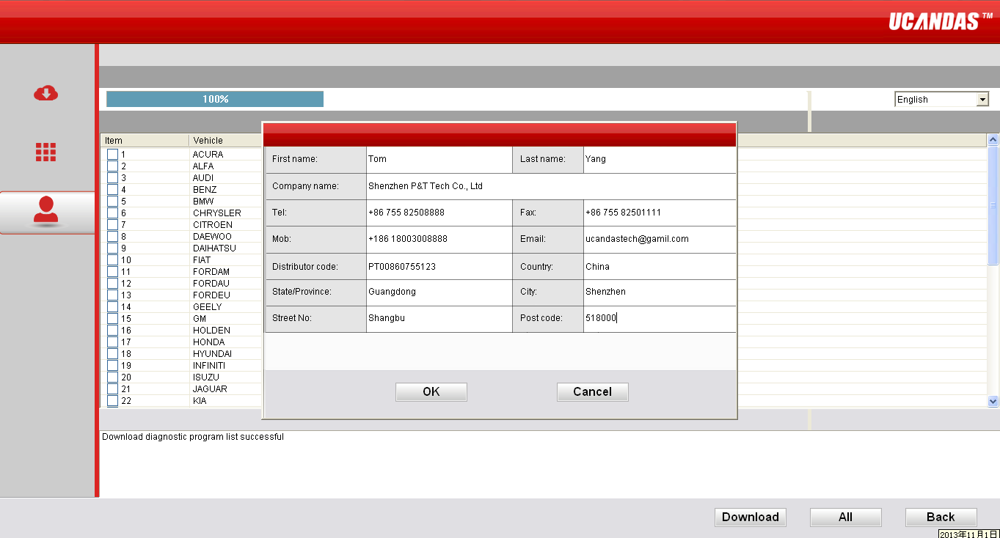 UCANDAS™
100%
English
Item Vehicle
1 ACURA
2 ALFA
3 AUDI
4 BENZ
5 BMW
6 CHRYSLER
7 CITROEN
8 DAEWOO
9 DAIHATSU
10 FIAT
11 FORDAM
12 FORDAU
13 FORDEU
14 GEELY
15 GM
16 HOLDEN
17 HONDA
18 HYUNDAI
19 INFINITI
20 ISUZU
21 JAGUAR
22 KIA
First name: Tom Last name: Yang
Company name: Shenzhen P&T Tech Co., Ltd
Tel: +86 755 82508888 Fax: +86 755 82501111
Mob: +186 18003008888 Email: ucandastech@gamil.com
Distributor code: PT00860755123 Country: China
State/Province: Guangdong City: Shenzhen
Street No: Shangbu Post code: 518000
OK Cancel
Download diagnostic program list successful
Download All Back
2013年11月1日